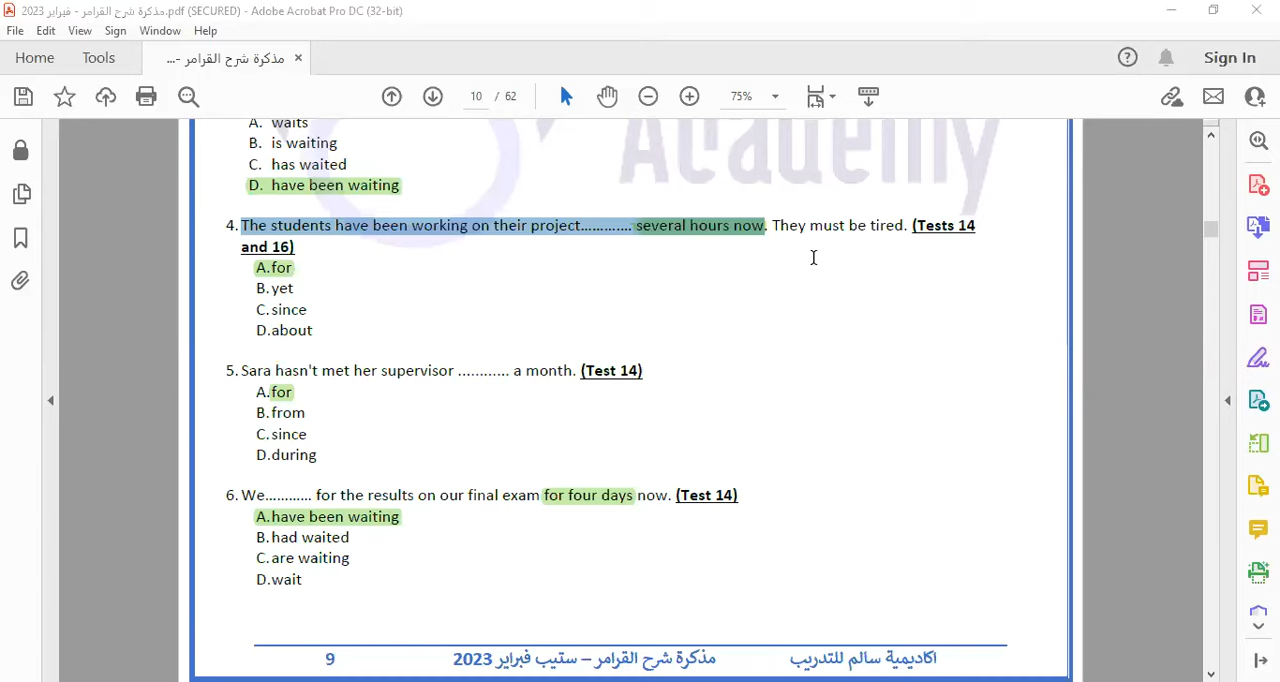 مذكرة شرح القرامر - فبراير 2023.pdf (SECURED) - Adobe Acrobat Pro DC (32-bit)
File Edit View Sign Window Help
Home Tools مذكرة شرح القرامر -... × Sign In
10 / 62 75%
Academy
A. waits
B. is waiting
C. has waited
D. have been waiting
4. The students have been working on their project............. several hours now. They must be tired. (Tests 14
and 16)
A. for
B. yet
C. since
D. about
5. Sara hasn't met her supervisor ............ a month. (Test 14)
A. for
B. from
C. since
D. during
6. We............ for the results on our final exam for four days now. (Test 14)
A. have been waiting
B. had waited
C. are waiting
D. wait
اكاديمية سالم للتدريب مذكرة شرح القرامر – ستيب فبراير 2023 9